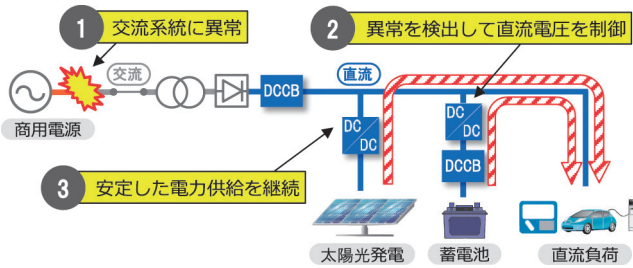 1 交流系統に異常
2 異常を検出して直流電圧を制御
交流
直流
DCCB
商用電源
DC
DC
DC
DC
DCCB
3 安定した電力供給を継続
太陽光発電
蓄電池
直流負荷